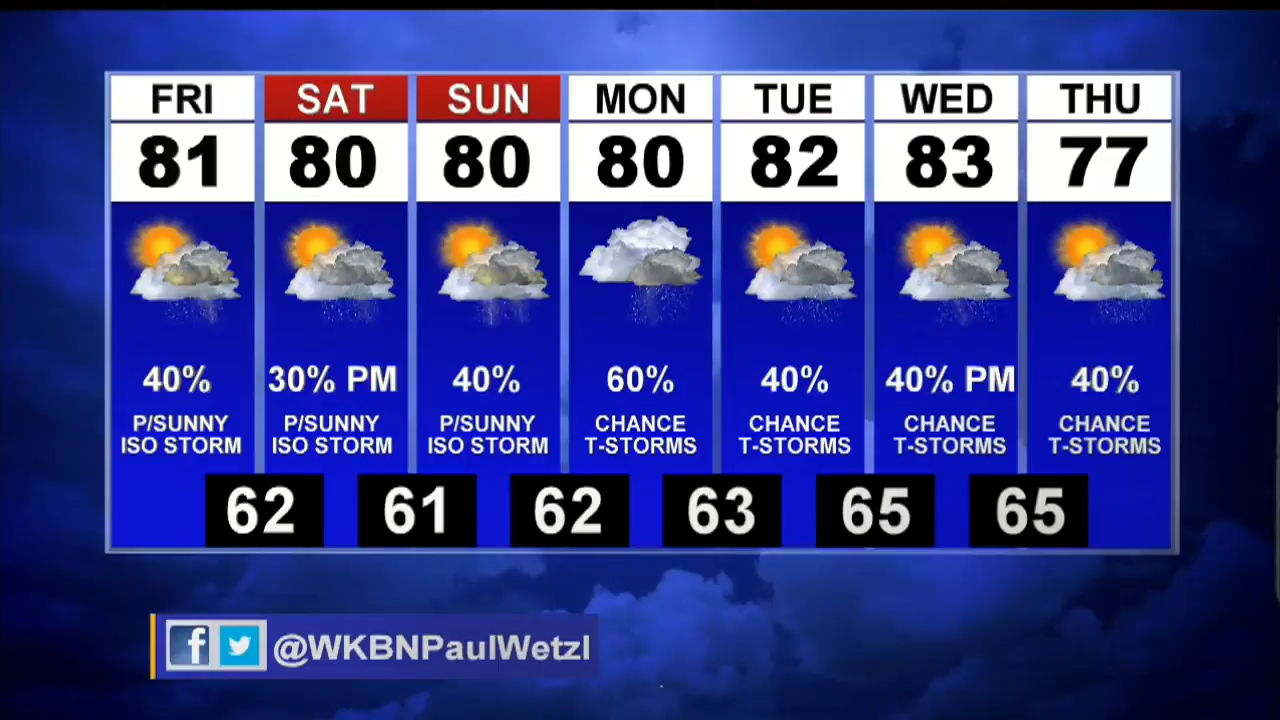 FRI SAT SUN MON TUE WED THU
81 80 80 80 82 83 77
40% 30% PM 40% 60% 40% 40% PM 40%
P/SUNNY P/SUNNY P/SUNNY CHANCE CHANCE CHANCE CHANCE
ISO STORM ISO STORM ISO STORM T-STORMS T-STORMS T-STORMS T-STORMS
62 61 62 63 65 65
f @WKBNPaulWetzl